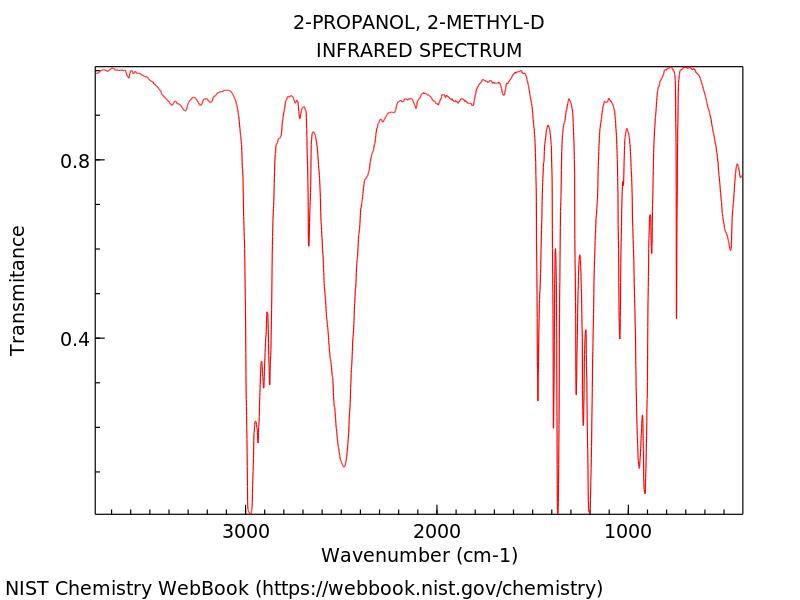 2-PROPANOL, 2-METHYL-D
INFRARED SPECTRUM
0.8
0.4
Transmitance
3000 2000 1000
Wavenumber (cm-1)
NIST Chemistry WebBook (https://webbook.nist.gov/chemistry)